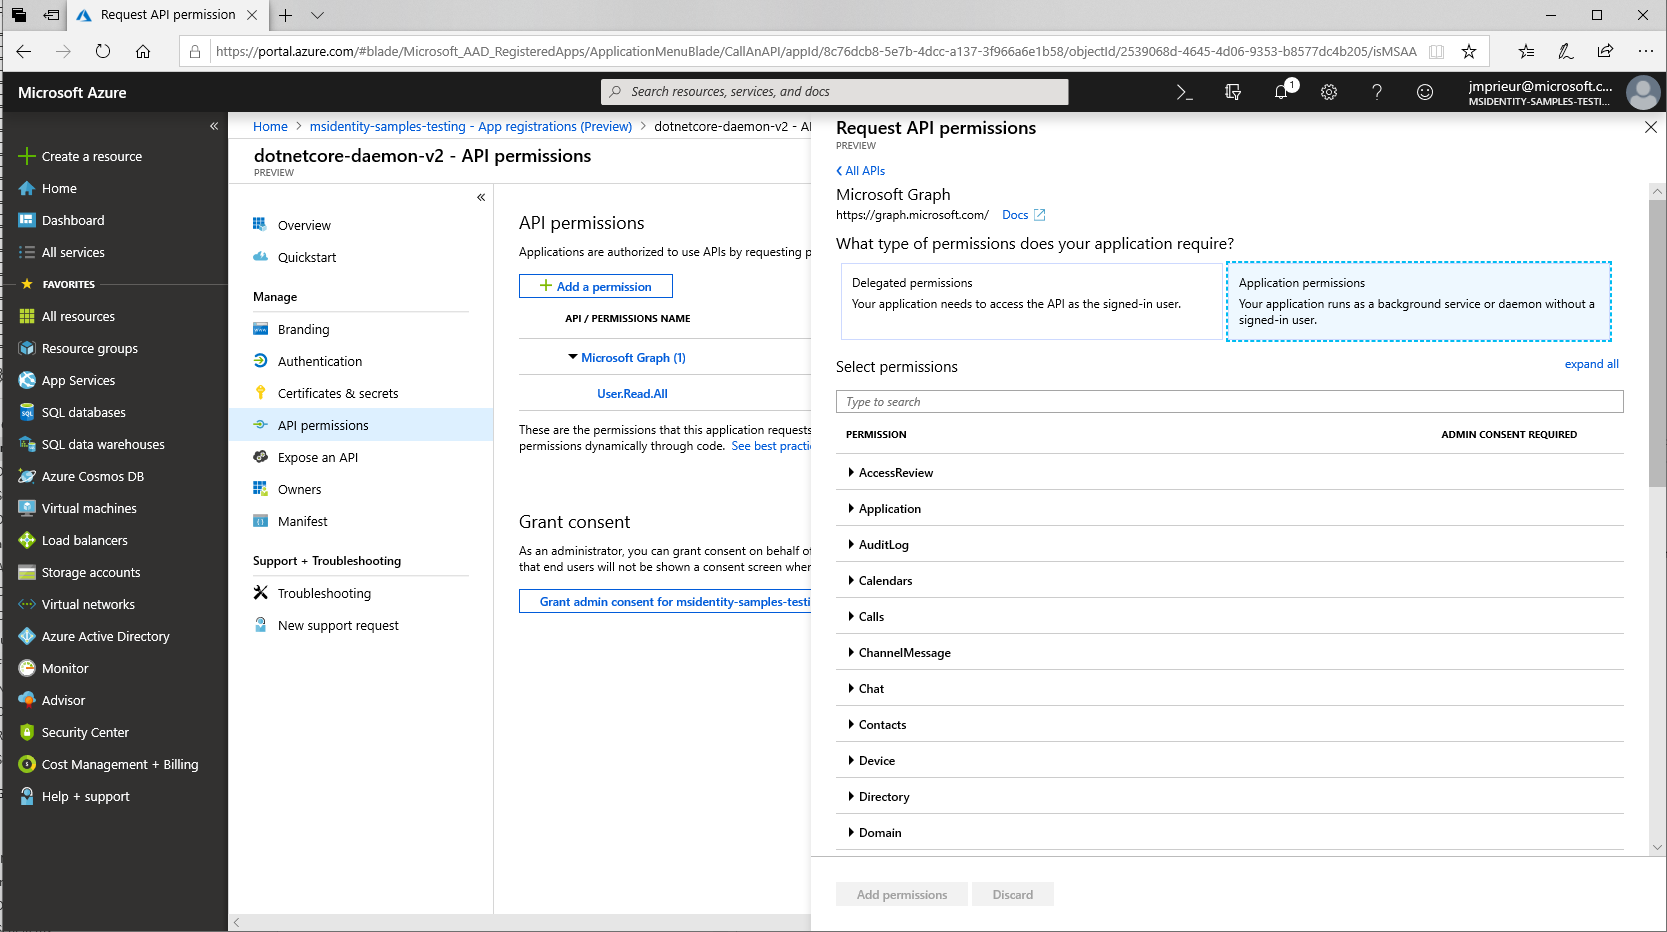 Request API permission
https://portal.azure.com/#blade/Microsoft_AAD_RegisteredApps/ApplicationMenuBlade/CallAnAPI/appId/8c76dcb8-5e7b-4dcc-a137-3f966a6e1b58/objectId/2539068d-4645-4d06-9353-b8577dc4b205/isMSAA
Microsoft Azure
Search resources, services, and docs
1
jmprieur@microsoft.c...
MSIDENTITY-SAMPLES-TESTI...
Create a resource
Home
Dashboard
All services
FAVORITES
All resources
Resource groups
App Services
SQL databases
SQL data warehouses
Azure Cosmos DB
Virtual machines
Load balancers
Storage accounts
Virtual networks
Azure Active Directory
Monitor
Advisor
Security Center
Cost Management + Billing
Help + support
Home > msidentity-samples-testing - App registrations (Preview) > dotnetcore-daemon-v2 - AP
dotnetcore-daemon-v2 - API permissions
PREVIEW
Overview
Quickstart
Manage
Branding
Authentication
Certificates & secrets
API permissions
Expose an API
Owners
Manifest
Support + Troubleshooting
Troubleshooting
New support request
API permissions
Applications are authorized to use APIs by requesting p
Add a permission
API / PERMISSIONS NAME
Microsoft Graph (1)
User.Read.All
These are the permissions that this application requests
permissions dynamically through code. See best practi
Grant consent
As an administrator, you can grant consent on behalf of
that end users will not be shown a consent screen when
Grant admin consent for msidentity-samples-testi
Request API permissions
PREVIEW
All APIs
Microsoft Graph
https://graph.microsoft.com/ Docs
What type of permissions does your application require?
Delegated permissions
Your application needs to access the API as the signed-in user.
Application permissions
Your application runs as a background service or daemon without a
signed-in user.
Select permissions
expand all
Type to search
PERMISSION ADMIN CONSENT REQUIRED
AccessReview
Application
AuditLog
Calendars
Calls
ChannelMessage
Chat
Contacts
Device
Directory
Domain
Add permissions
Discard